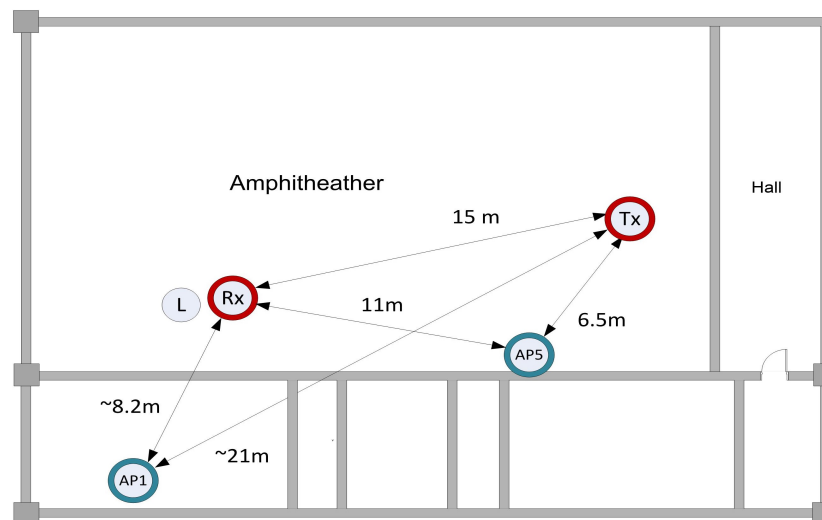 Amphitheather
Hall
15 m
Tx
L
Rx
11m
6.5m
AP5
~8.2m
~21m
AP1